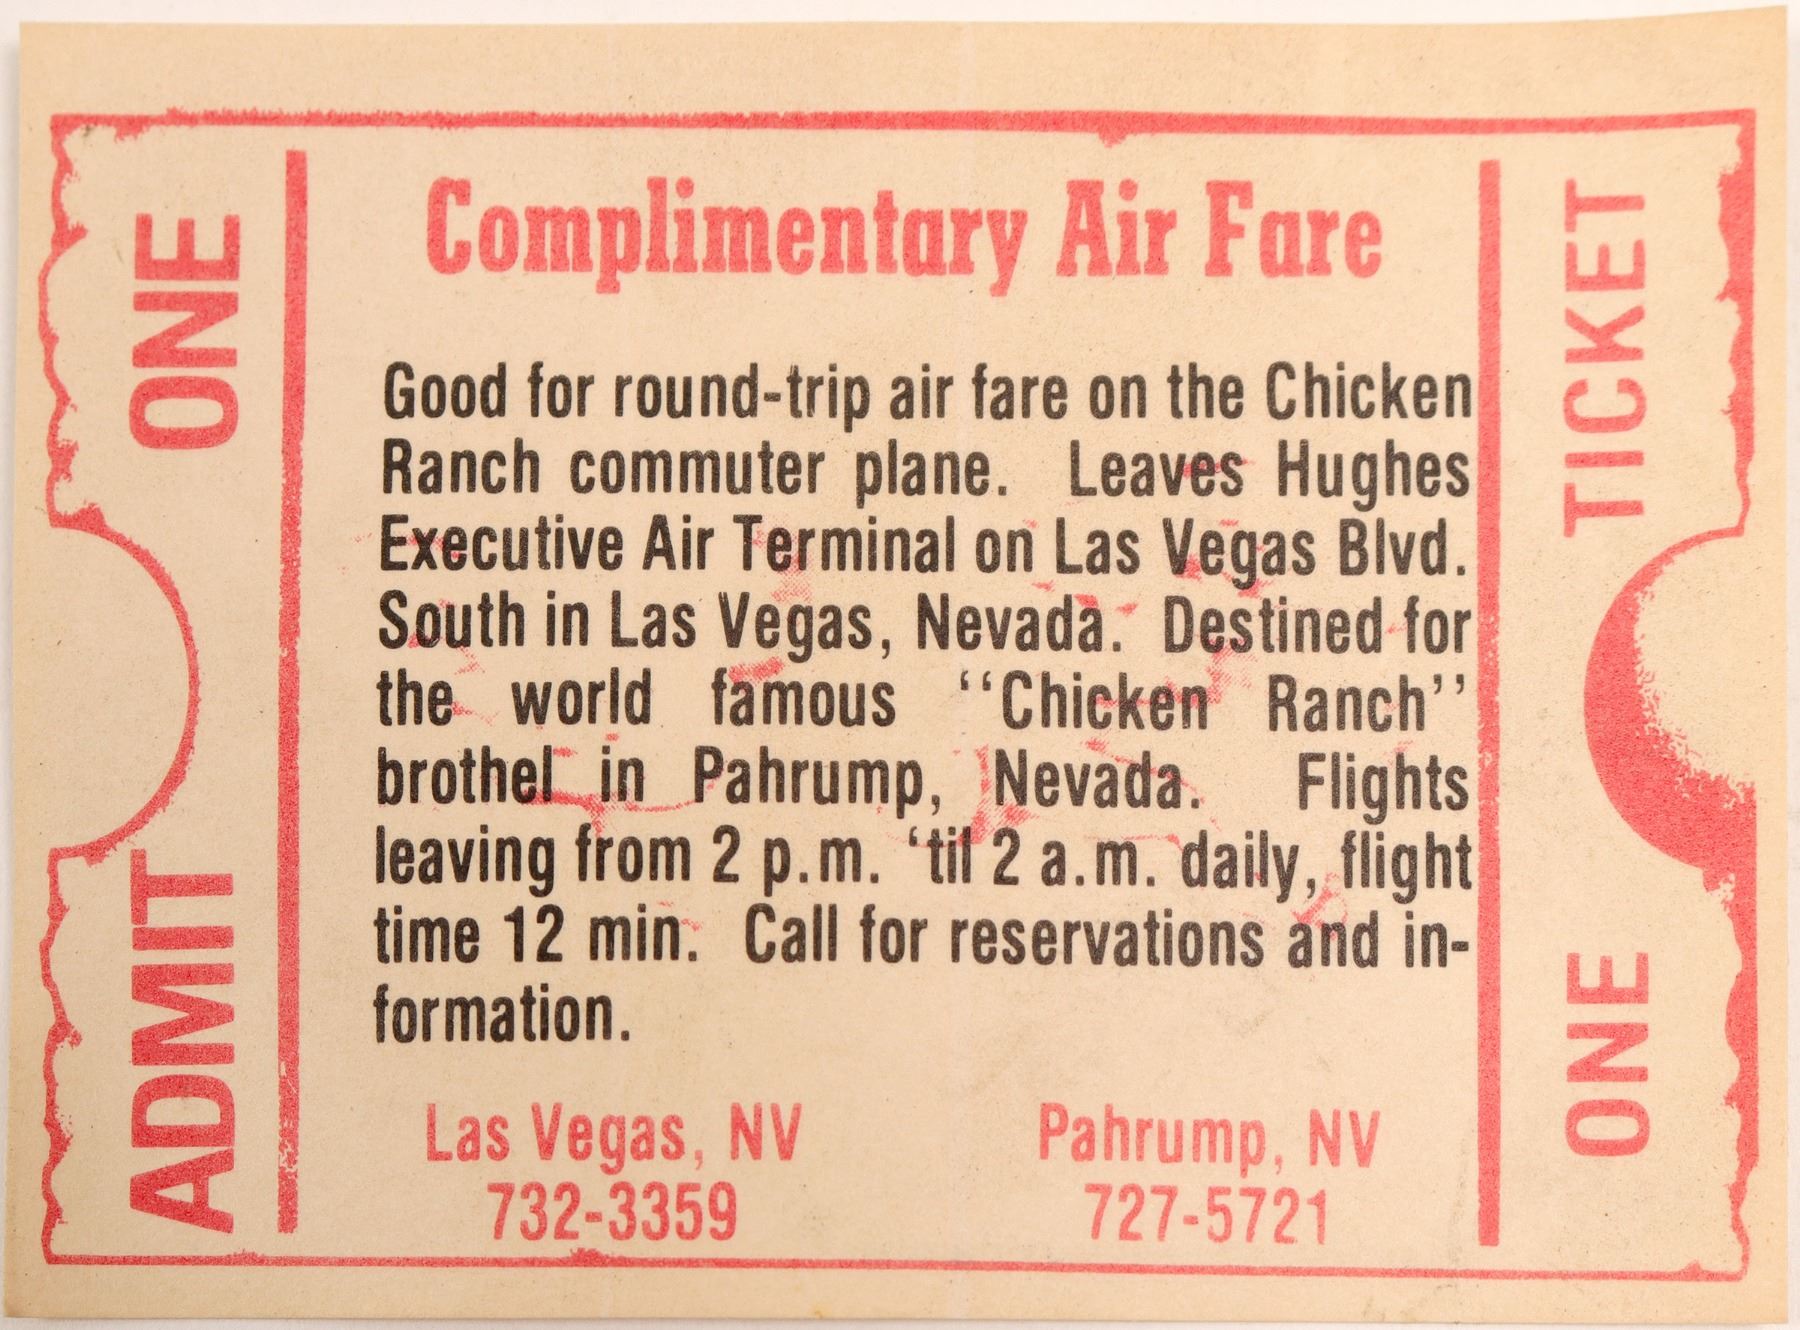 ADMIT ONE
Complimentary Air Fare
Good for round-trip air fare on the Chicken
Ranch commuter plane. Leaves Hughes
Executive Air Terminal on Las Vegas Blvd.
South in Las Vegas, Nevada. Destined for
the world famous ‘‘Chicken Ranch’’
brothel in Pahrump, Nevada. Flights
leaving from 2 p.m. ‘til 2 a.m. daily, flight
time 12 min. Call for reservations and in-
formation.
Las Vegas, NV
732-3359
Pahrump, NV
727-5721
ONE TICKET